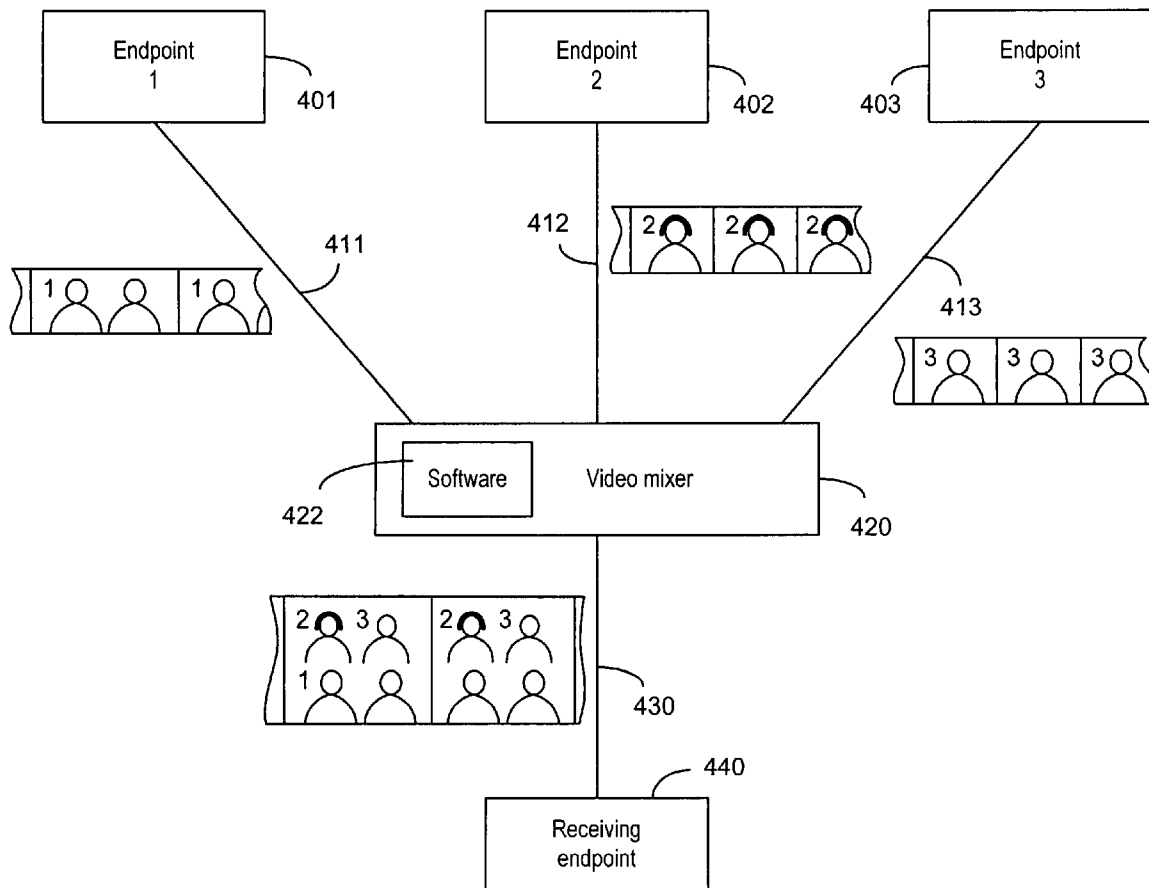 Endpoint
1
401
Endpoint
2
402
403
Endpoint
3
411
412
2 2 2
413
1 1
3 3 3
Software
Video mixer
422
420
2 3 2 3
1
430
440
Receiving
endpoint